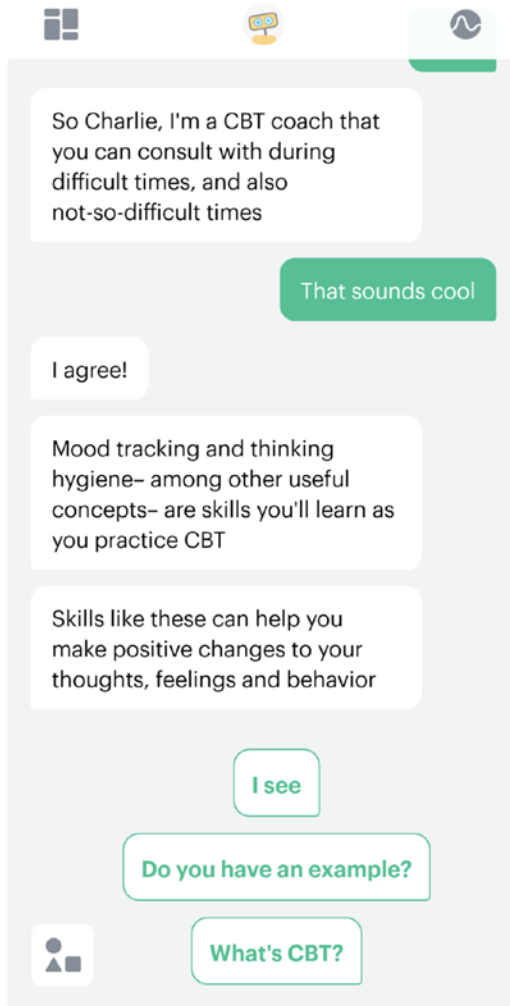 So Charlie, I'm a CBT coach that
you can consult with during
difficult times, and also
not-so-difficult times
That sounds cool
I agree!
Mood tracking and thinking
hygiene– among other useful
concepts– are skills you'll learn as
you practice CBT
Skills like these can help you
make positive changes to your
thoughts, feelings and behavior
I see
Do you have an example?
What's CBT?